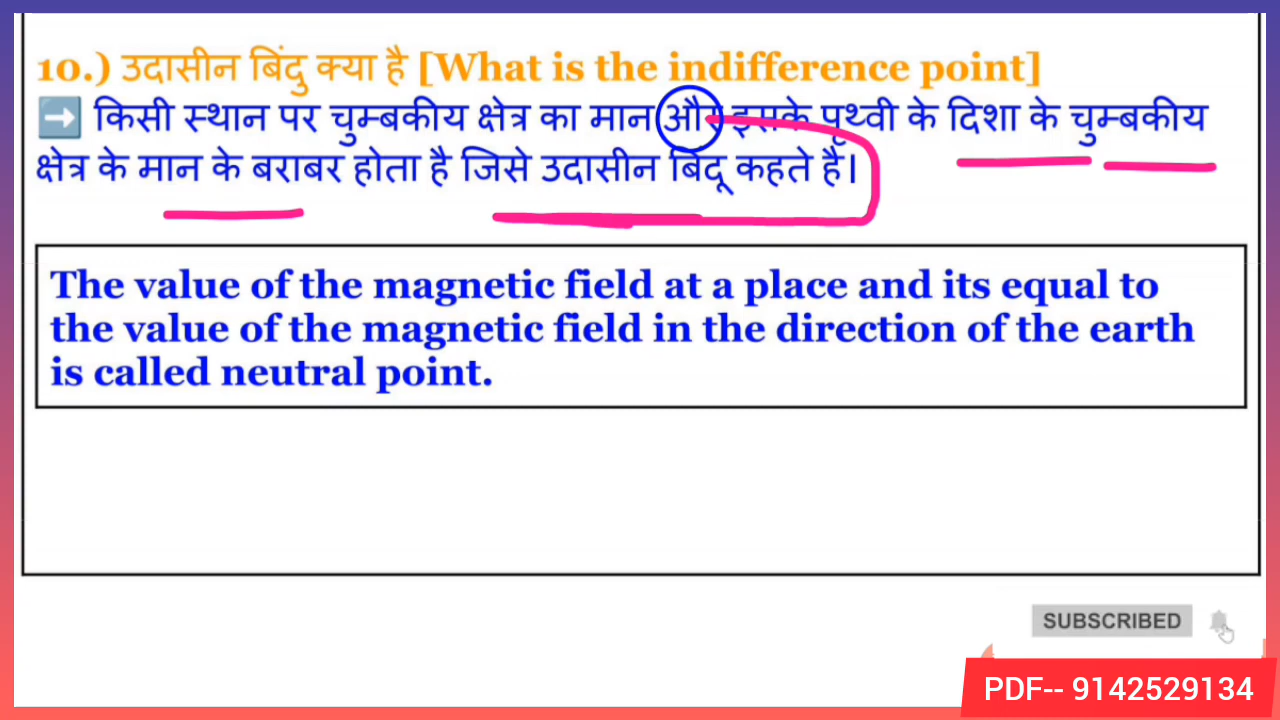 10.) उदासीन बिंदु क्या है [What is the indifference point]
➡ किसी स्थान पर चुम्बकीय क्षेत्र का मान और इसके पृथ्वी के दिशा के चुम्बकीय
क्षेत्र के मान के बराबर होता है जिसे उदासीन बिंदू कहते है।
The value of the magnetic field at a place and its equal to
the value of the magnetic field in the direction of the earth
is called neutral point.
SUBSCRIBED
PDF-- 9142529134